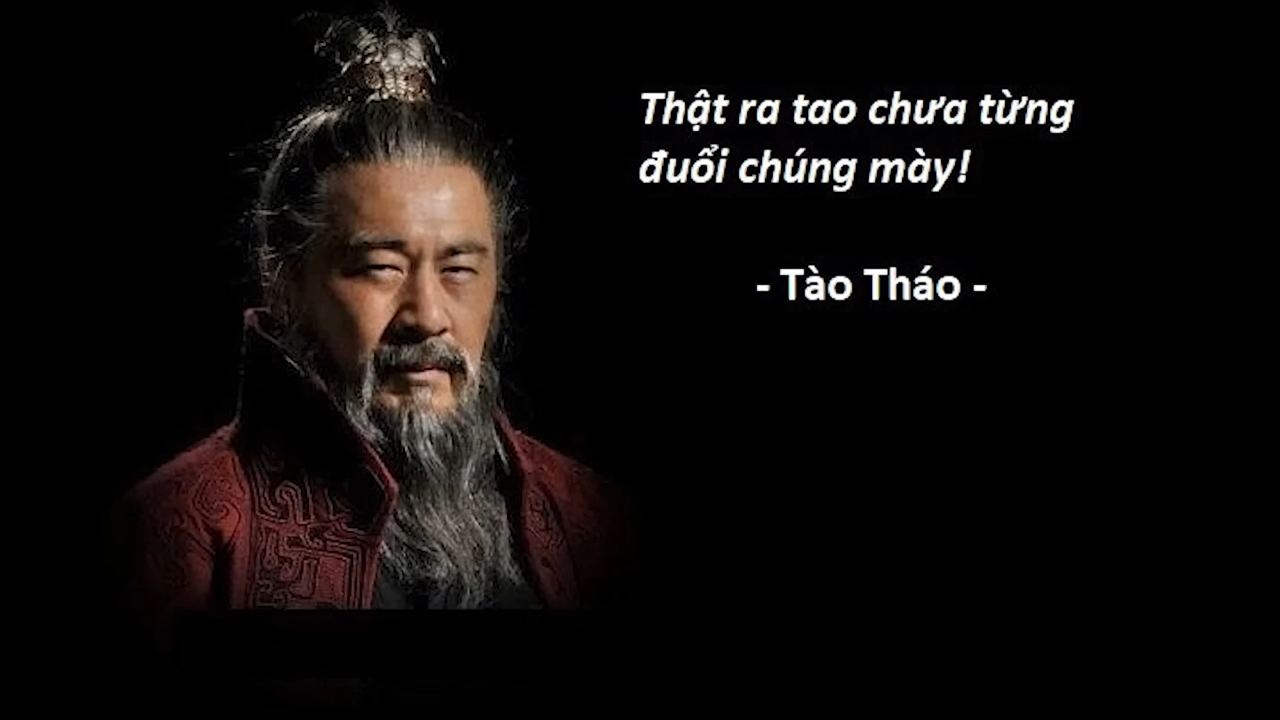 Thật ra tao chưa từng
đuổi chúng mày!
- Tào Tháo -